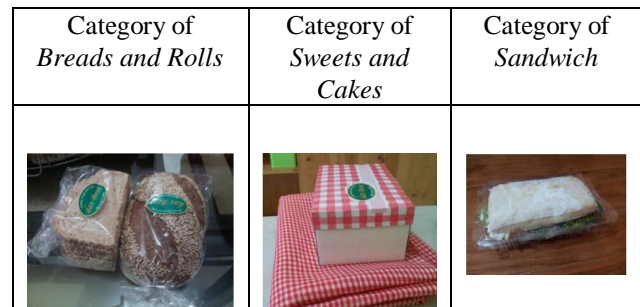 Category of
Breads and Rolls
Category of
Sweets and
Cakes
Category of
Sandwich